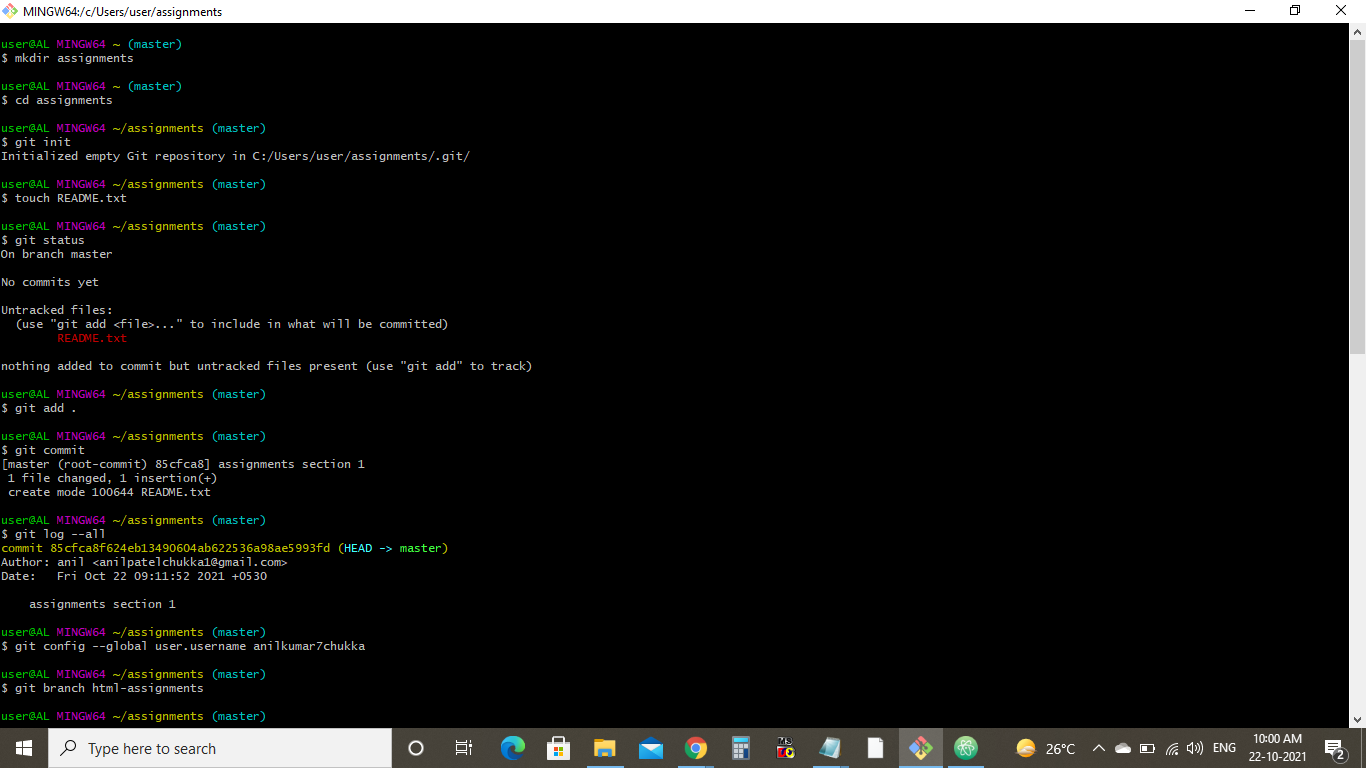 MINGW64:/c/Users/user/assignments
user@AL MINGW64 ~ (master)
$ mkdir assignments
user@AL MINGW64 ~ (master)
$ cd assignments
user@AL MINGW64 ~/assignments (master)
$ git init
Initialized empty Git repository in C:/Users/user/assignments/.git/
user@AL MINGW64 ~/assignments (master)
$ touch README.txt
user@AL MINGW64 ~/assignments (master)
$ git status
On branch master
No commits yet
Untracked files:
(use "git add <file>..." to include in what will be committed)
README.txt
nothing added to commit but untracked files present (use "git add" to track)
user@AL MINGW64 ~/assignments (master)
$ git add .
user@AL MINGW64 ~/assignments (master)
$ git commit
[master (root-commit) 85cfca8] assignments section 1
1 file changed, 1 insertion(+)
create mode 100644 README.txt
user@AL MINGW64 ~/assignments (master)
$ git log --all
commit 85cfca8f624eb13490604ab622536a98ae5993fd (HEAD -> master)
Author: anil <anilpatelchukka1@gmail.com>
Date:   Fri Oct 22 09:11:52 2021 +0530
assignments section 1
user@AL MINGW64 ~/assignments (master)
$ git config --global user.username anilkumar7chukka
user@AL MINGW64 ~/assignments (master)
$ git branch html-assignments
user@AL MINGW64 ~/assignments (master)
Type here to search
MS
26°C
ENG
10:00 AM
22-10-2021
2